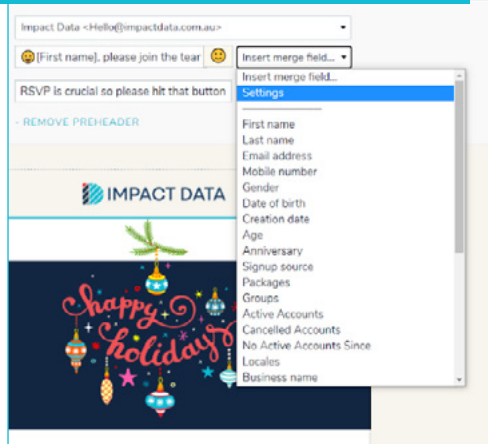 Impact Data <Hello@impactdata.com.au>
[First name], please join the tear
Insert merge field...
Insert merge field...
Settings
RSVP is crucial so please hit that button
- REMOVE PREHEADER
First name
Last name
Email address
Mobile number
Gender
Date of birth
Creation date
Age
Anniversary
Signup source
Packages
Groups
Active Accounts
Cancelled Accounts
No Active Accounts Since
Locales
Business name
IMPACT DATA
happy
holiday